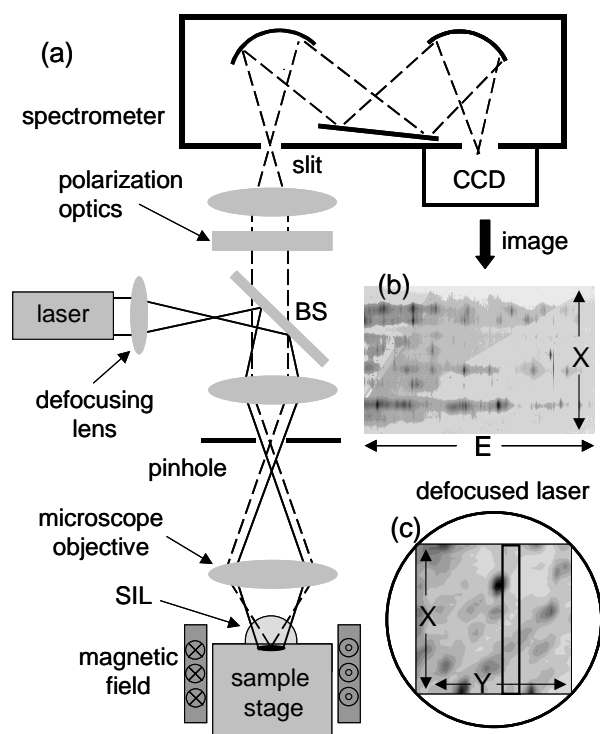 (a)
spectrometer
slit
polarization
optics
CCD
image
laser
BS
(b)
X
E
defocusing
lens
pinhole
defocused laser
microscope
objective
(c)
X
Y
SIL
magnetic
field
sample
stage